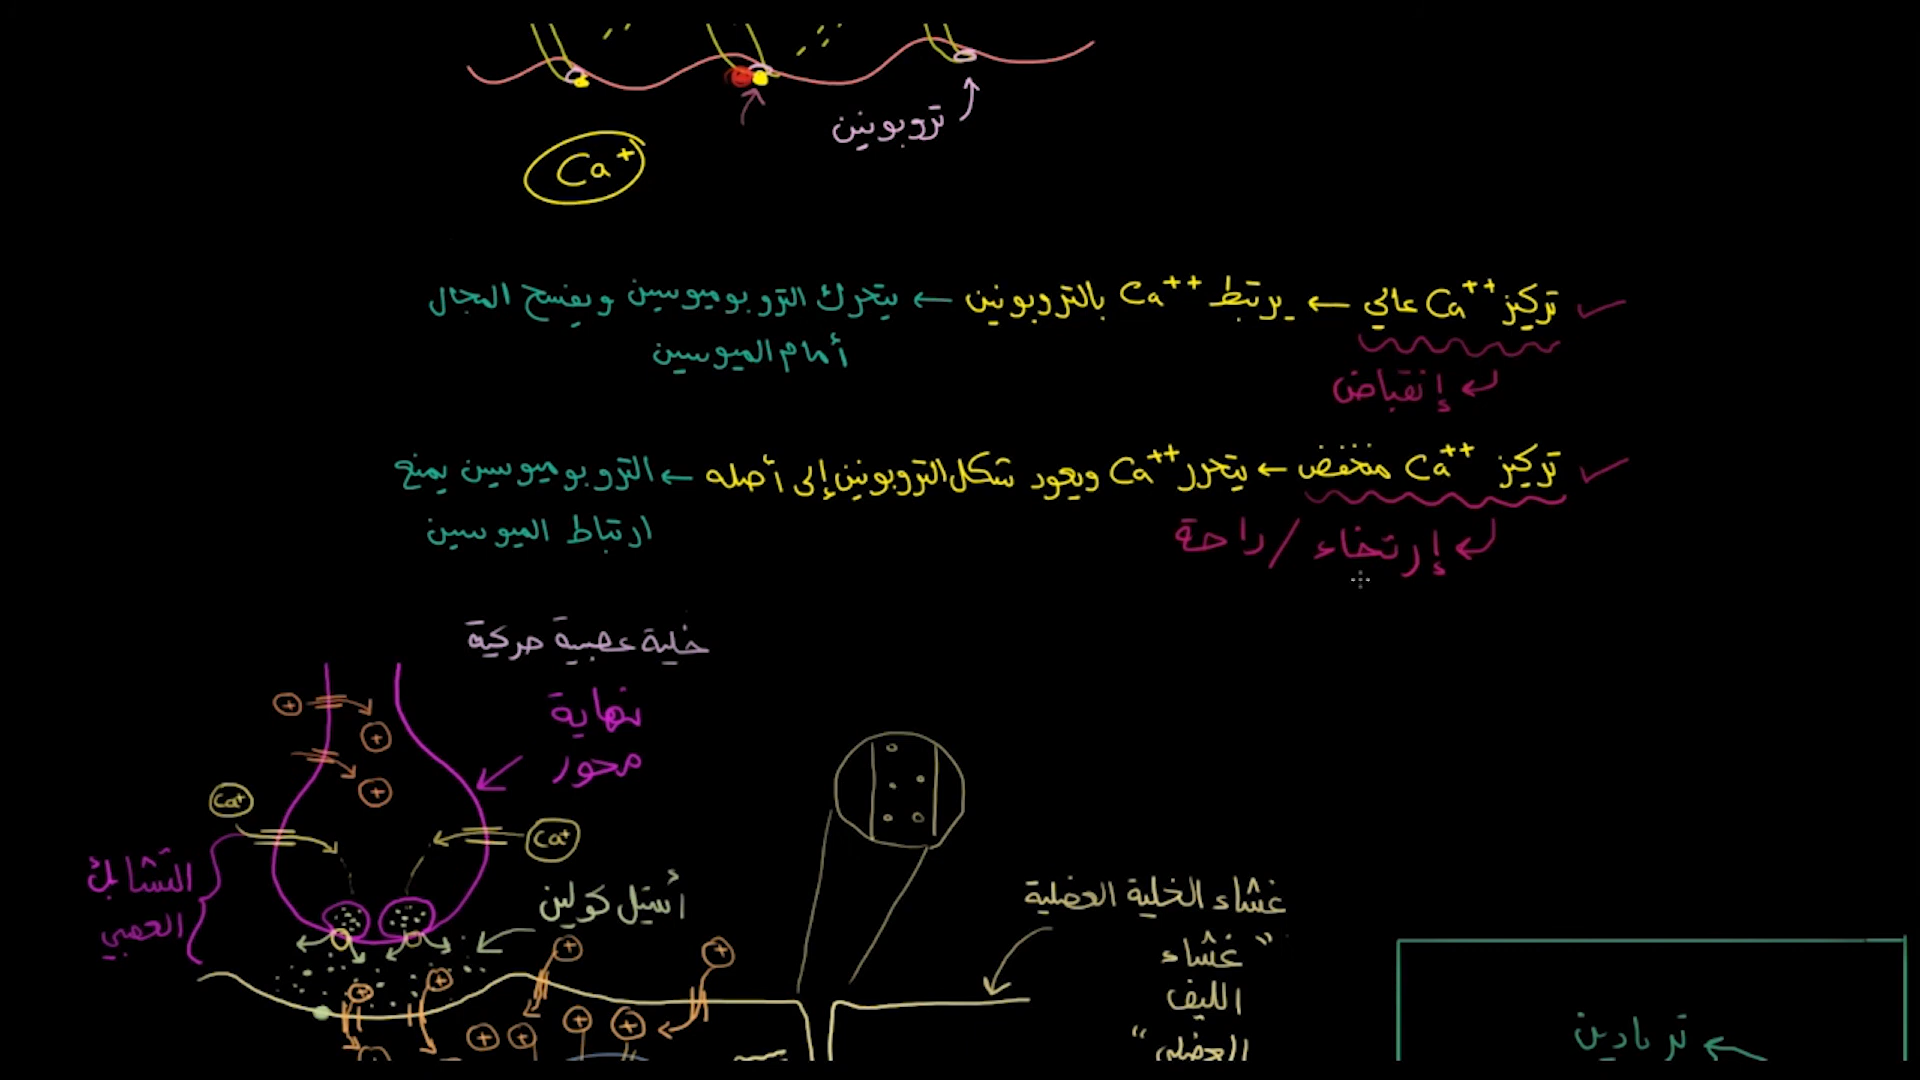 تروبونين
Ca+
تركيز Ca++ عالي ← يرتبط Ca++ بالتروبونين ← يتحرك التروبوميوسين ويفسح المجال
أمام الميوسين
إنقباض
تركيز Ca++ منخفض ← يتحرر Ca++ ويعود شكل التروبونين إلى أصله ← التروبوميوسين يمنع
ارتباط الميوسين
إرتخاء / راحة
خلية عصبية حركية
نهاية
محور
+
+
+
Ca+
Ca+
التشابك
العصبي
أستيل كولين
غشاء الخلية العضلية
"غشاء
الليف
العضلي"
+
+
+
+
+
+
+
+
تريادين